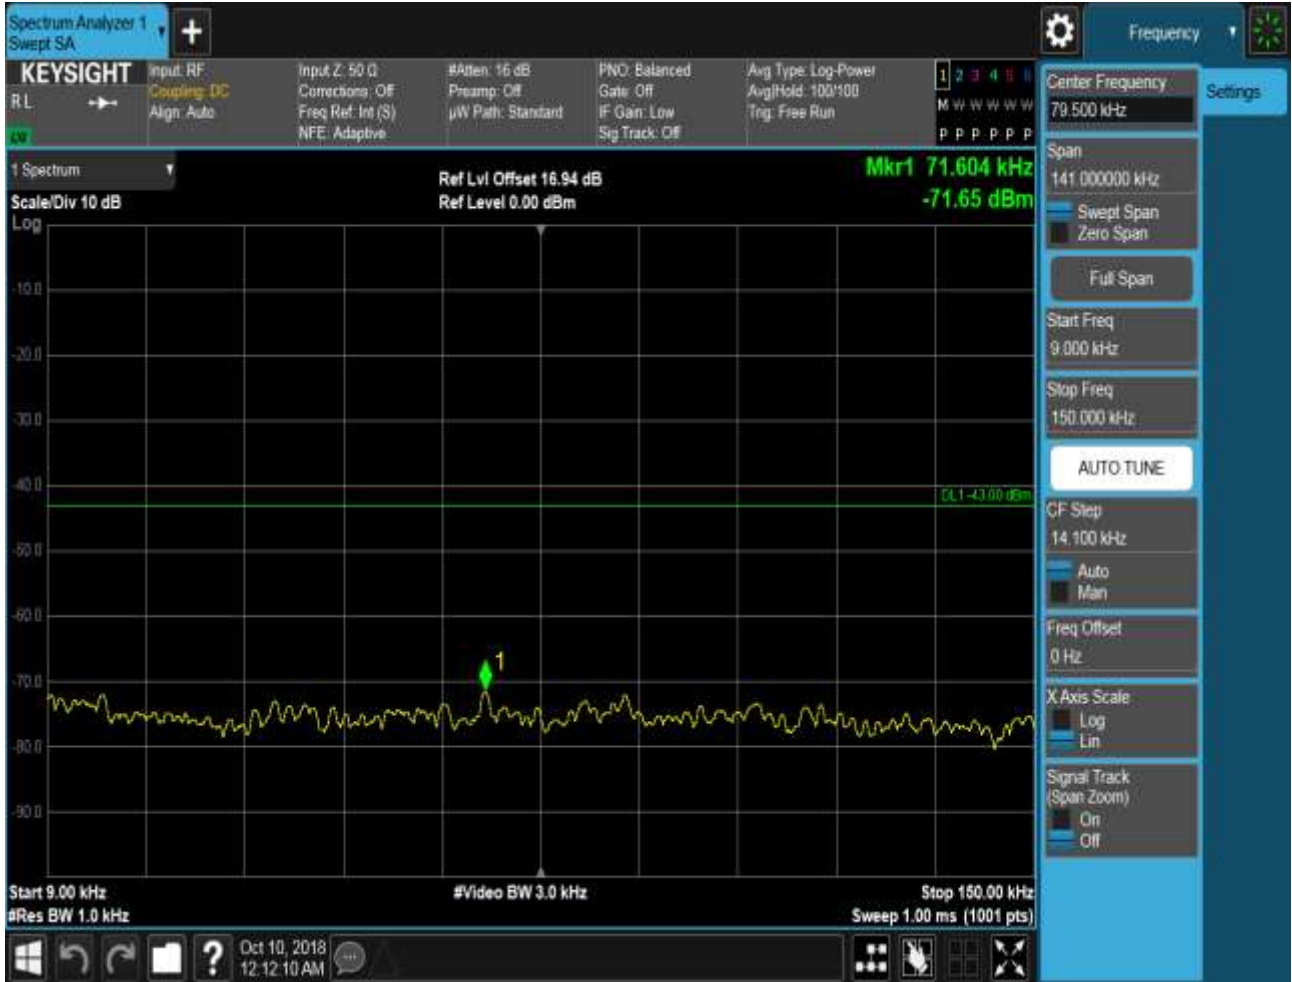 Spectrum Analyzer 1
Swept SA
+
Frequency
KEYSIGHT
RL
Input: RF
Coupling: DC
Align: Auto
Input Z: 50 Ω
Corrections: Off
Freq Ref: Int (S)
NFE: Adaptive
#Atten: 16 dB
Preamp: Off
µW Path: Standard
PNO: Balanced
Gate: Off
IF Gain: Low
Sig Track: Off
Avg Type: Log-Power
Avg|Hold: 100/100
Trig: Free Run
1 2 3 4 5 6
M W W W W W
P P P P P P
Center Frequency
79.500 kHz
Settings
Span
141.000000 kHz
Swept Span
Zero Span
Full Span
Start Freq
9.000 kHz
Stop Freq
150.000 kHz
AUTO TUNE
CF Step
14.100 kHz
Auto
Man
Freq Offset
0 Hz
X Axis Scale
Log
Lin
Signal Track
(Span Zoom)
On
Off
1 Spectrum
Scale/Div 10 dB
Log
Ref Lvl Offset 16.94 dB
Ref Level 0.00 dBm
Mkr1 71.604 kHz
-71.65 dBm
-10.0
-20.0
-30.0
-40.0
DL1 -43.00 dBm
-50.0
-60.0
1
-70.0
-80.0
-90.0
Start 9.00 kHz
#Video BW 3.0 kHz
Stop 150.00 kHz
#Res BW 1.0 kHz
Sweep 1.00 ms (1001 pts)
?
Oct 10, 2018
12:12:10 AM